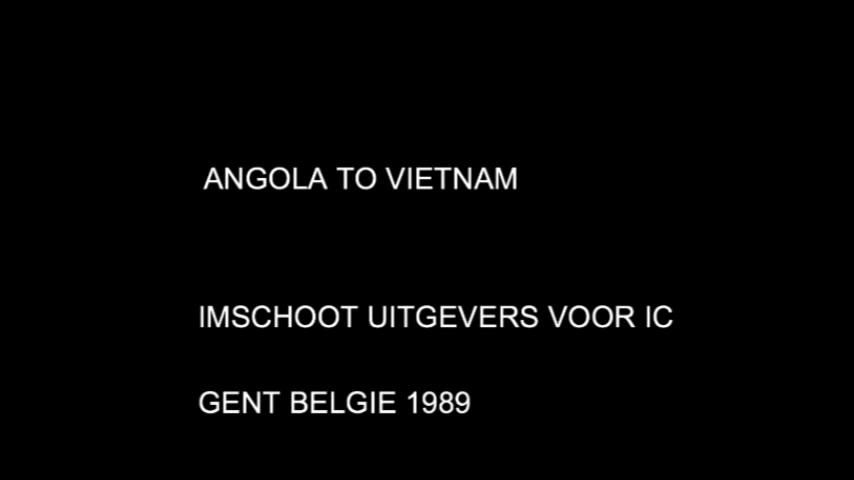 ANGOLA TO VIETNAM
IMSCHOOT UITGEVERS VOOR IC
GENT BELGIE 1989